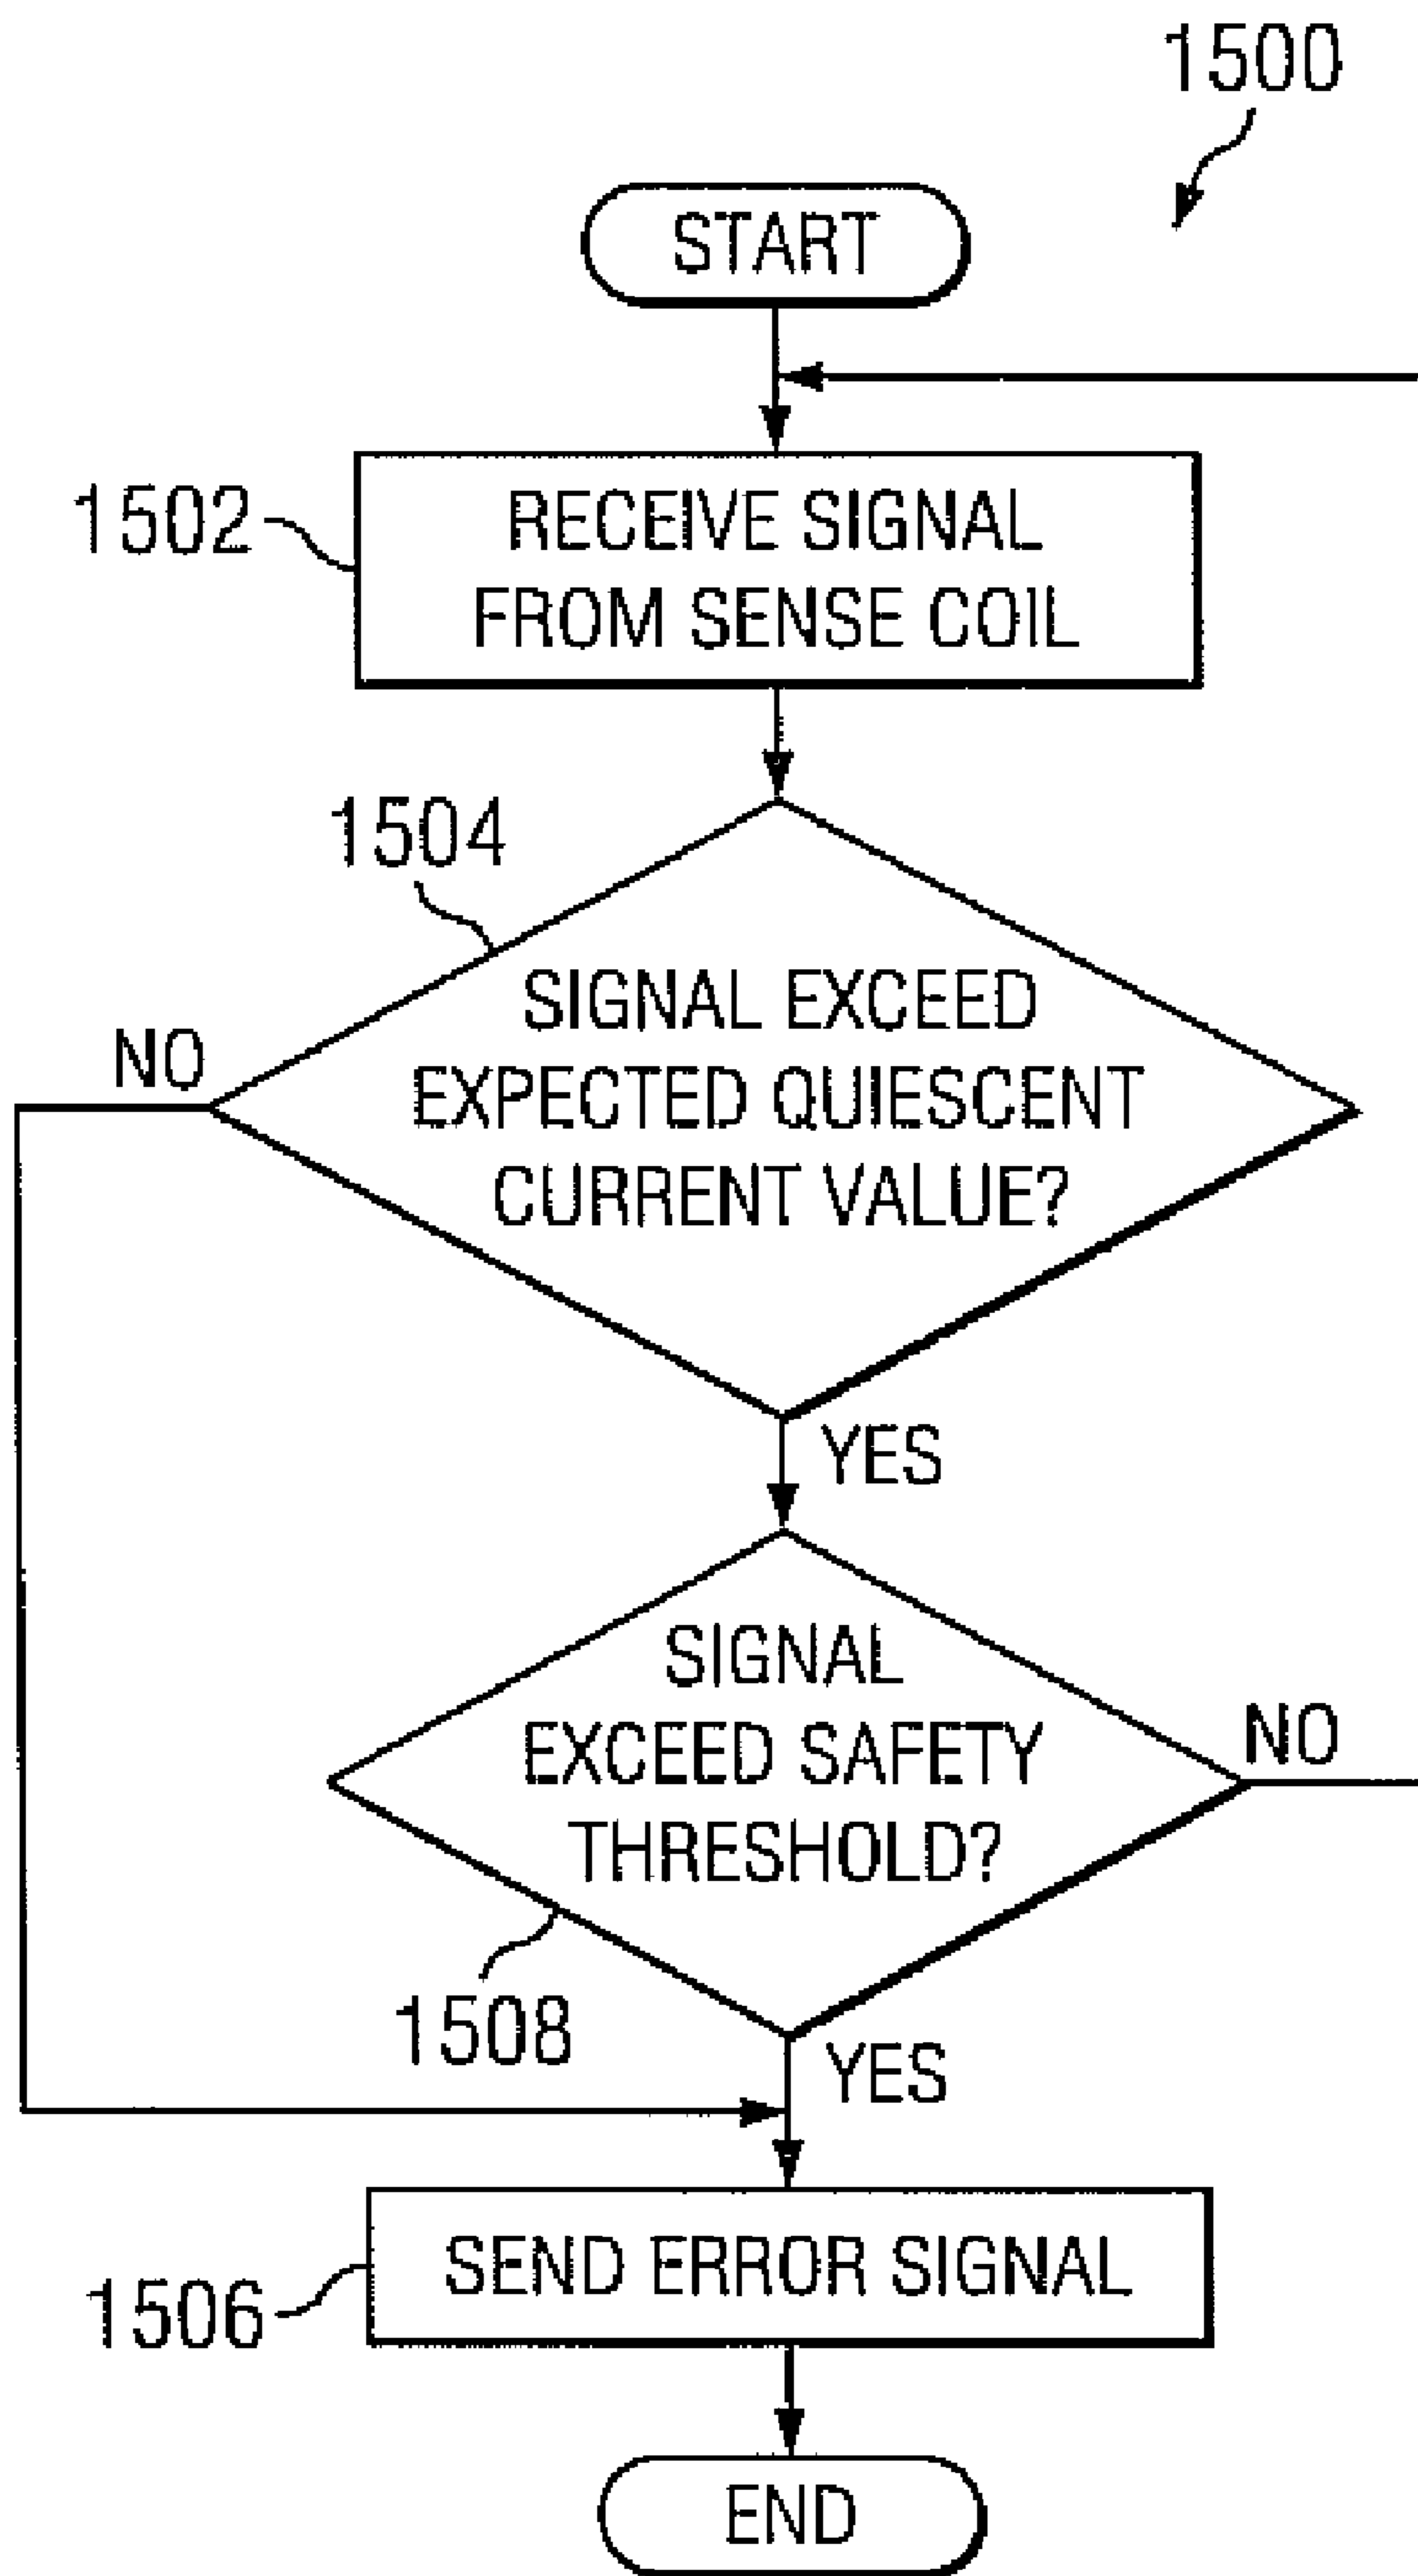 1500
START
1502
RECEIVE SIGNAL
FROM SENSE COIL
1504
SIGNAL EXCEED
EXPECTED QUIESCENT
CURRENT VALUE?
NO
YES
SIGNAL
EXCEED SAFETY
THRESHOLD?
NO
1508
YES
SEND ERROR SIGNAL
1506
END